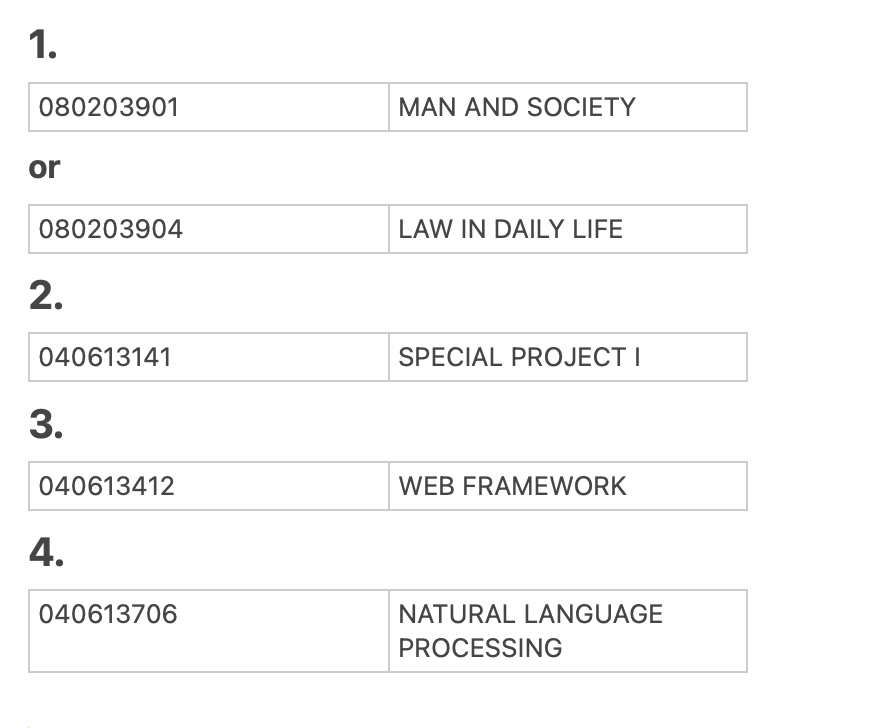 1.
080203901 MAN AND SOCIETY
or
080203904 LAW IN DAILY LIFE
2.
040613141 SPECIAL PROJECT I
3.
040613412 WEB FRAMEWORK
4.
040613706 NATURAL LANGUAGE
PROCESSING